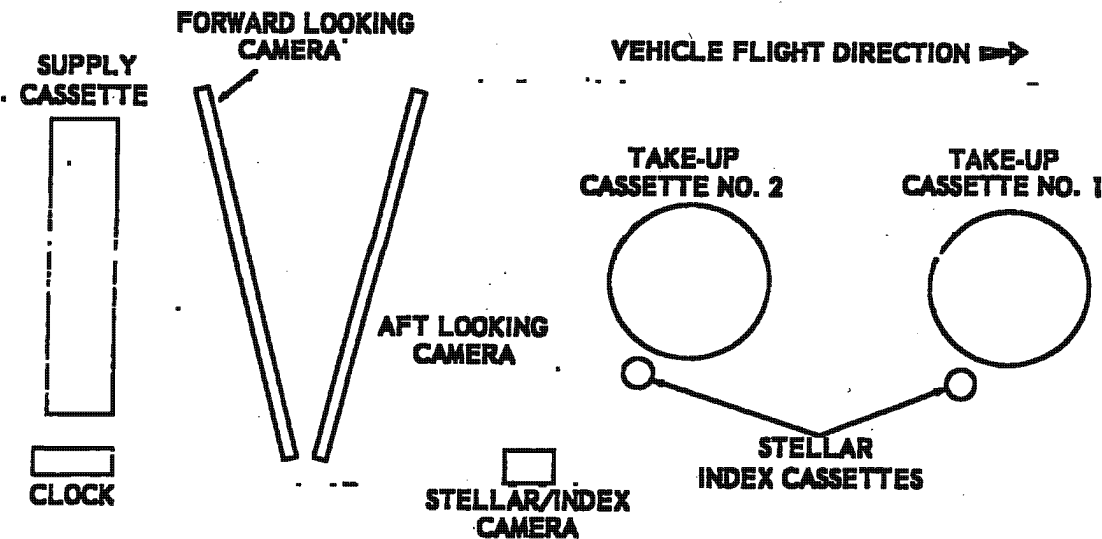 FORWARD LOOKING
CAMERA
VEHICLE FLIGHT DIRECTION
SUPPLY
CASSETTE
TAKE-UP
CASSETTE NO. 2
TAKE-UP
CASSETTE NO. 1
AFT LOOKING
CAMERA
STELLAR
INDEX CASSETTES
CLOCK
STELLAR/INDEX
CAMERA